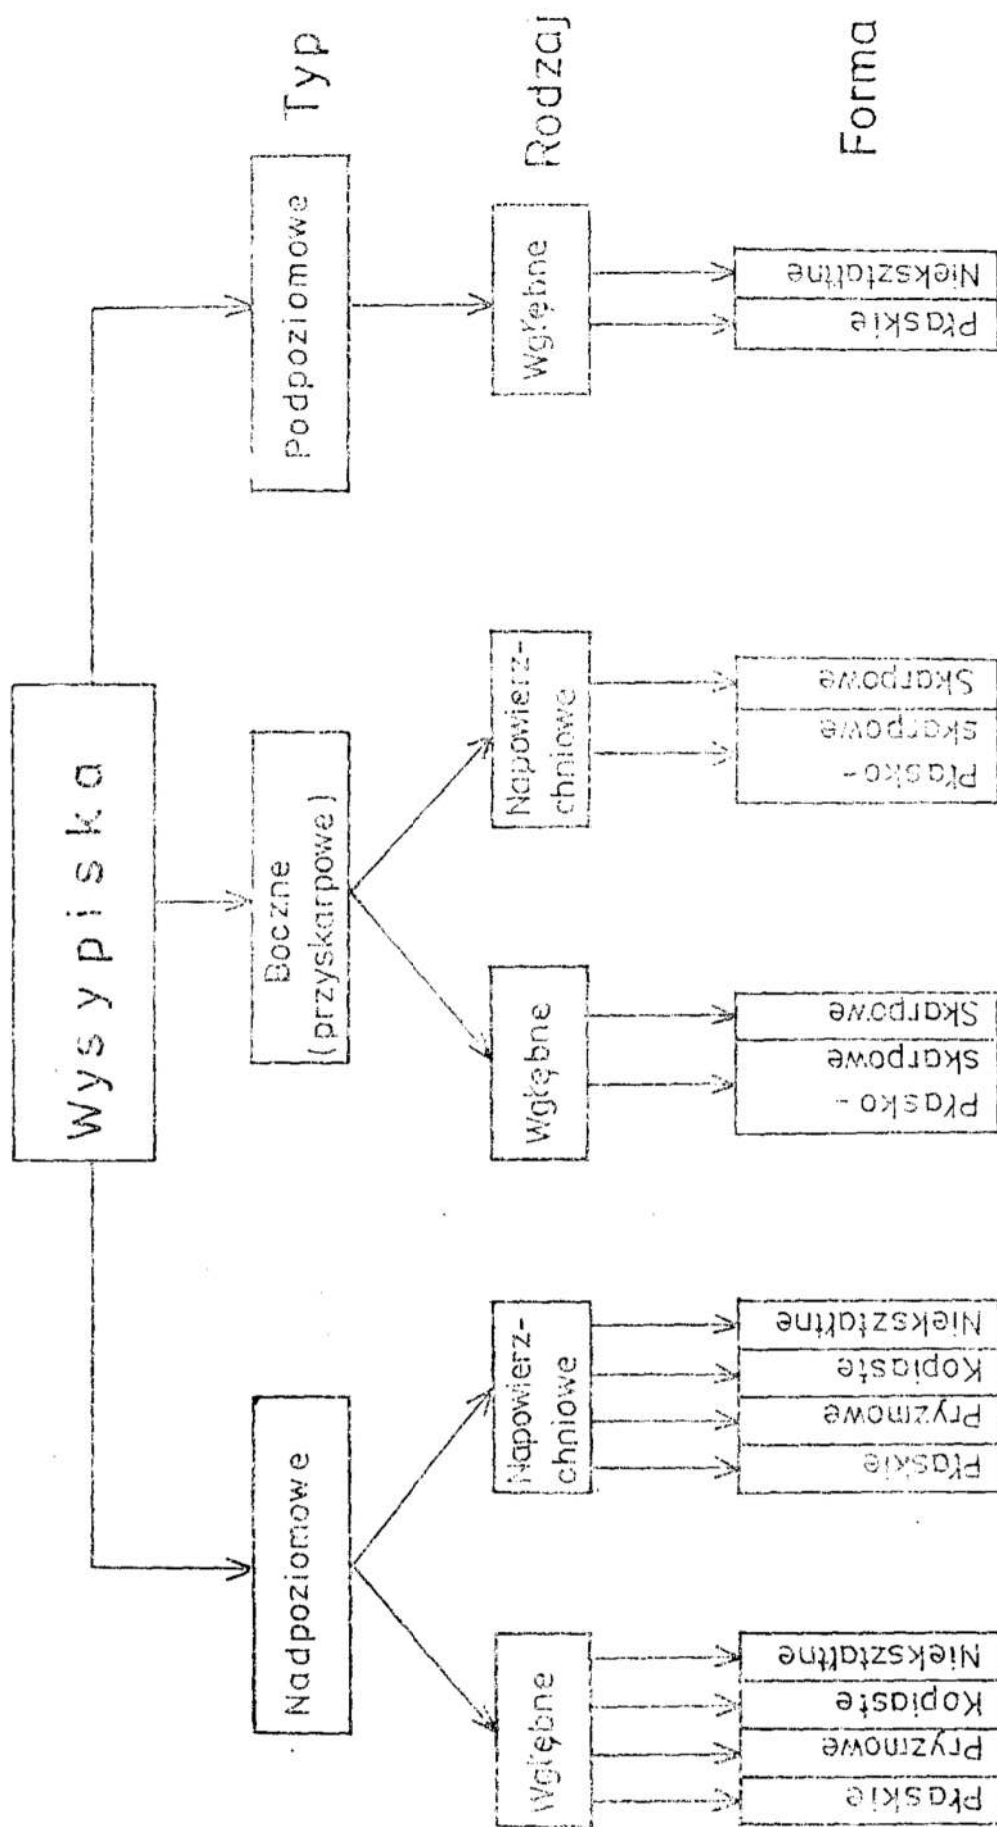 Wysypiska
Typ
Nadpoziomowe
Boczne
(przyskarpowe)
Podpoziomowe
Rodzaj
Wgłębne
Napowierz-
chniowe
Wgłębne
Napowierz-
chniowe
Wgłębne
Forma
Płaskie
Pryzmowe
Kopiaste
Niekształtne
Płaskie
Pryzmowe
Kopiaste
Niekształtne
Płasko-
skarpowe
Skarpowe
Płasko-
skarpowe
Skarpowe
Płaskie
Niekształtne